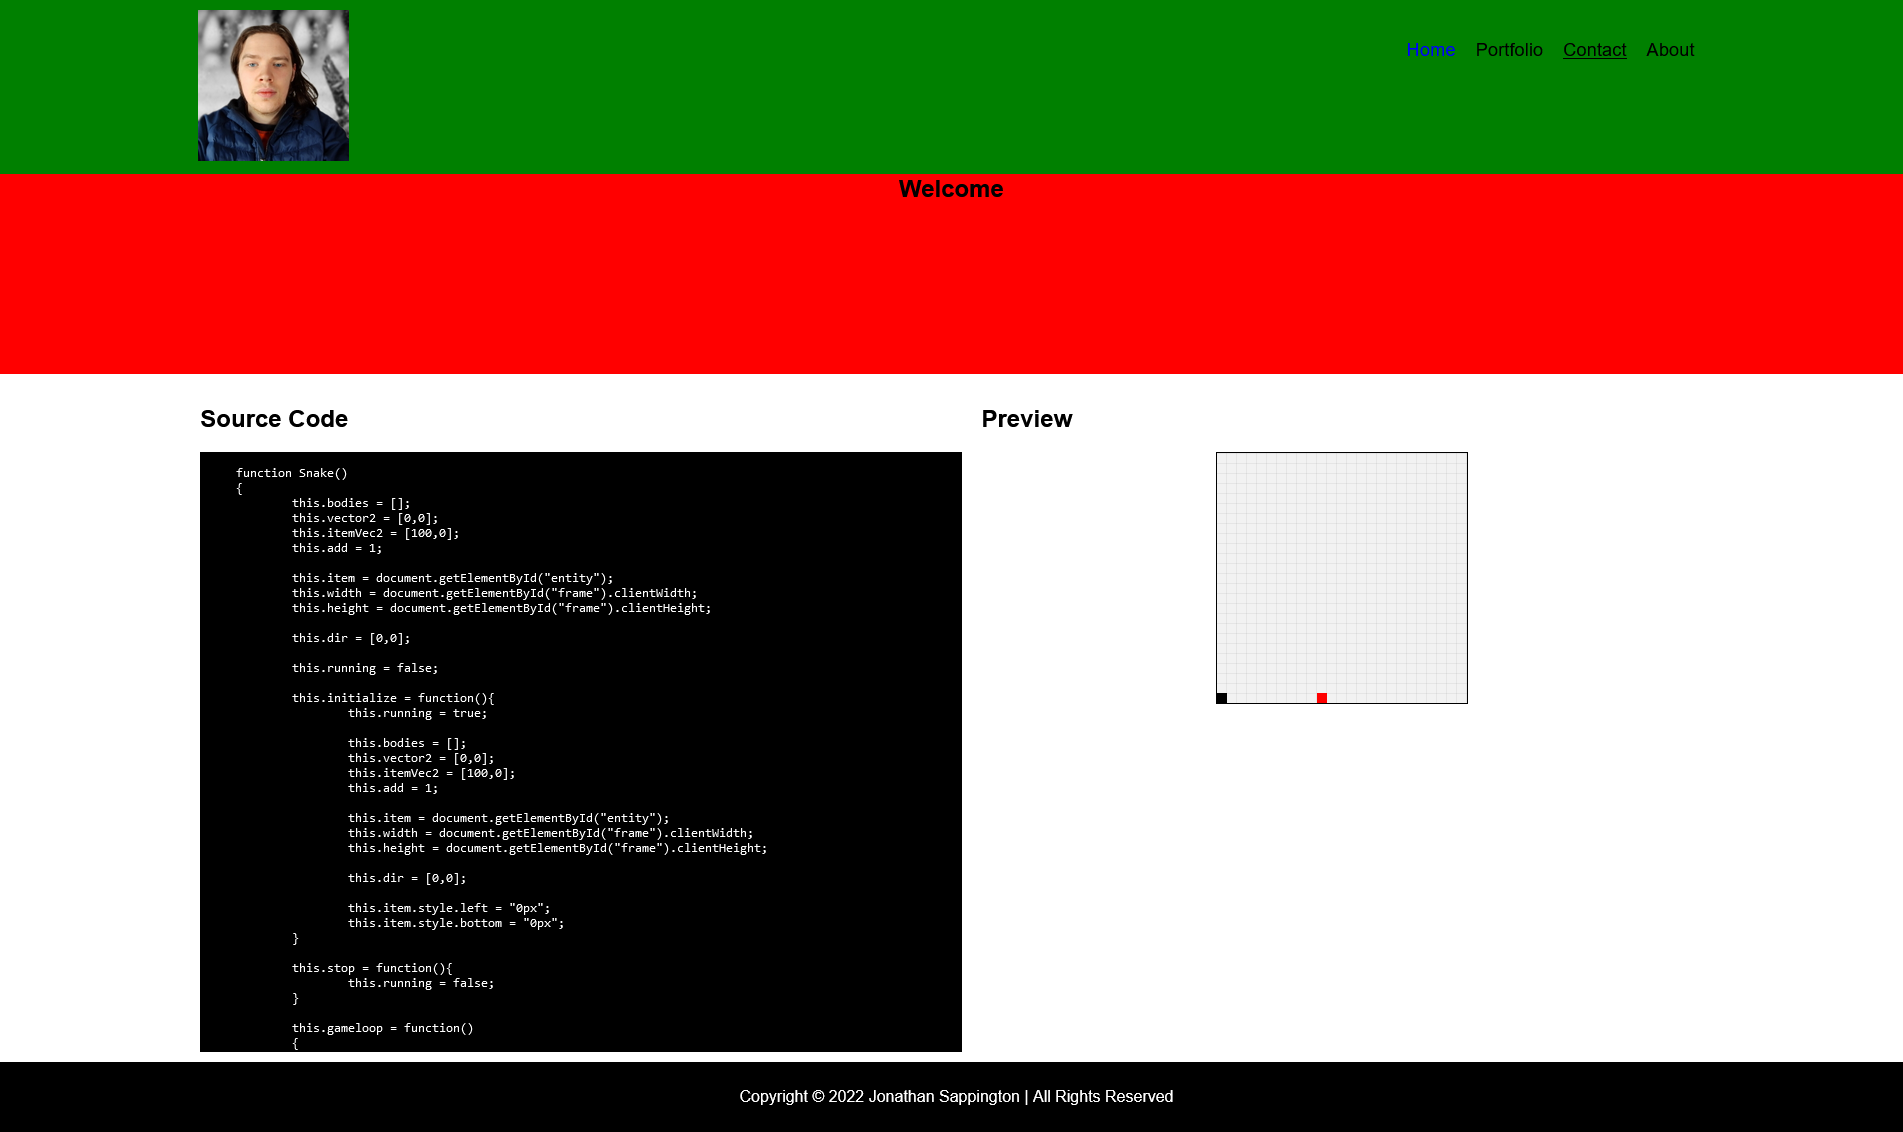 Home Portfolio Contact About
Welcome
Source Code
function Snake()
{
this.bodies = [];
this.vector2 = [0,0];
this.itemVec2 = [100,0];
this.add = 1;
this.item = document.getElementById("entity");
this.width = document.getElementById("frame").clientWidth;
this.height = document.getElementById("frame").clientHeight;
this.dir = [0,0];
this.running = false;
this.initialize = function(){
this.running = true;
this.bodies = [];
this.vector2 = [0,0];
this.itemVec2 = [100,0];
this.add = 1;
this.item = document.getElementById("entity");
this.width = document.getElementById("frame").clientWidth;
this.height = document.getElementById("frame").clientHeight;
this.dir = [0,0];
this.item.style.left = "0px";
this.item.style.bottom = "0px";
}
this.stop = function(){
this.running = false;
}
this.gameloop = function()
{
Preview
Copyright © 2022 Jonathan Sappington | All Rights Reserved